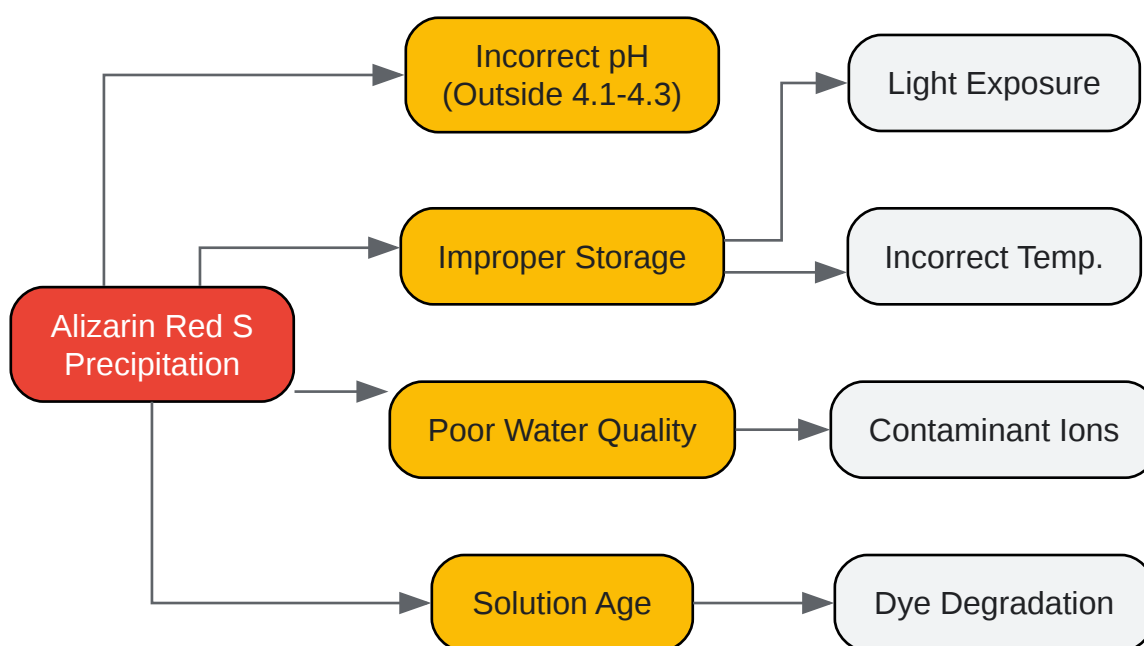 Incorrect pH
(Outside 4.1-4.3)
Light Exposure
Improper Storage
Incorrect Temp.
Alizarin Red S
Precipitation
Poor Water Quality
Contaminant Ions
Solution Age
Dye Degradation